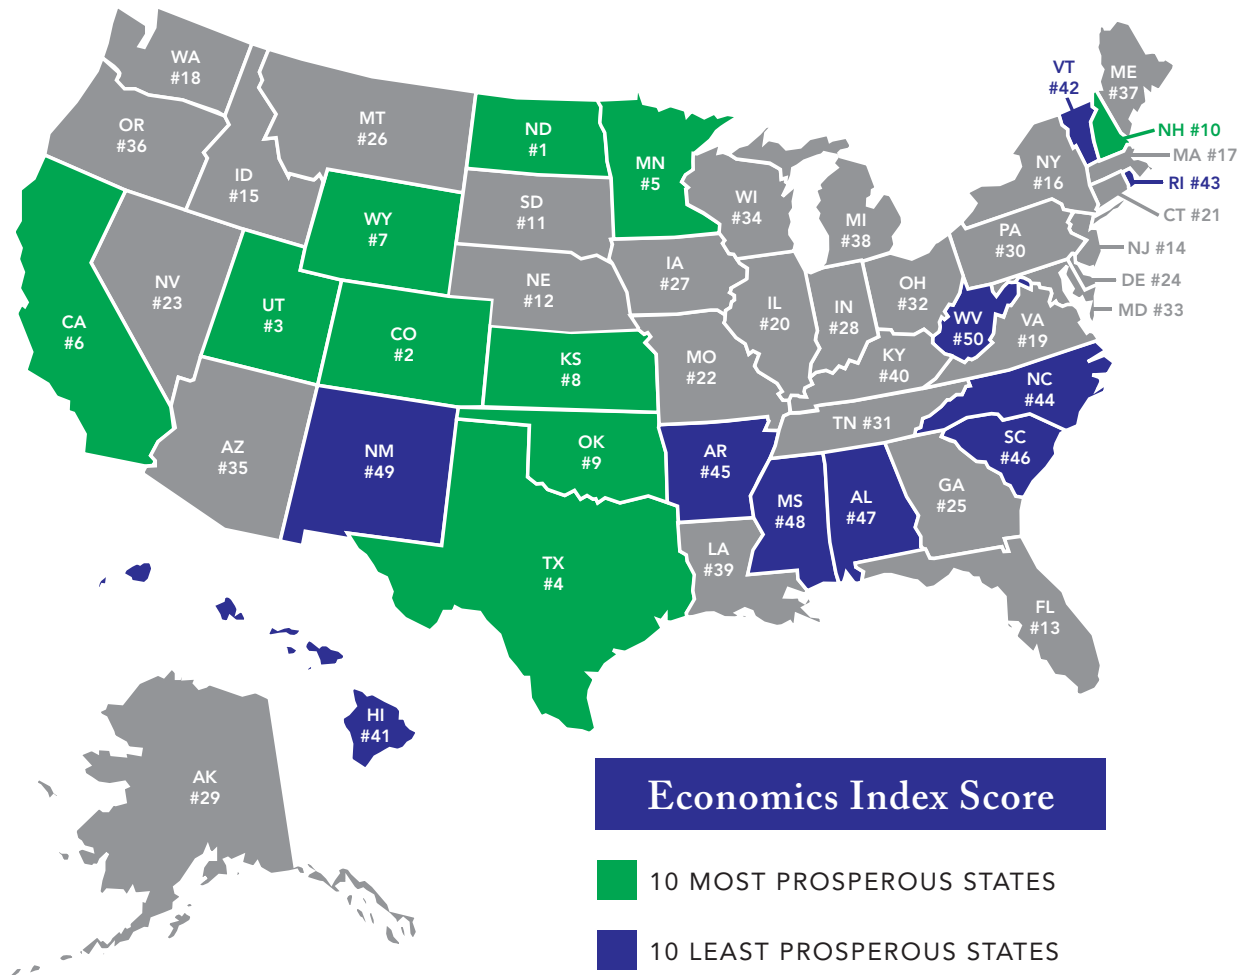 WA
#18
OR
#36
ID
#15
MT
#26
ND
#1
MN
#5
SD
#11
WY
#7
NE
#12
NV
#23
UT
#3
CO
#2
CA
#6
KS
#8
AZ
#35
NM
#49
OK
#9
TX
#4
WI
#34
IA
#27
IL
#20
MO
#22
AR
#45
LA
#39
MI
#38
IN
#28
OH
#32
KY
#40
TN #31
MS
#48
AL
#47
GA
#25
FL
#13
SC
#46
NC
#44
WV
#50
VA
#19
PA
#30
NY
#16
VT
#42
ME
#37
NH #10
MA #17
RI #43
CT #21
NJ #14
DE #24
MD #33
HI
#41
AK
#29
Economics Index Score
10 MOST PROSPEROUS STATES
10 LEAST PROSPEROUS STATES